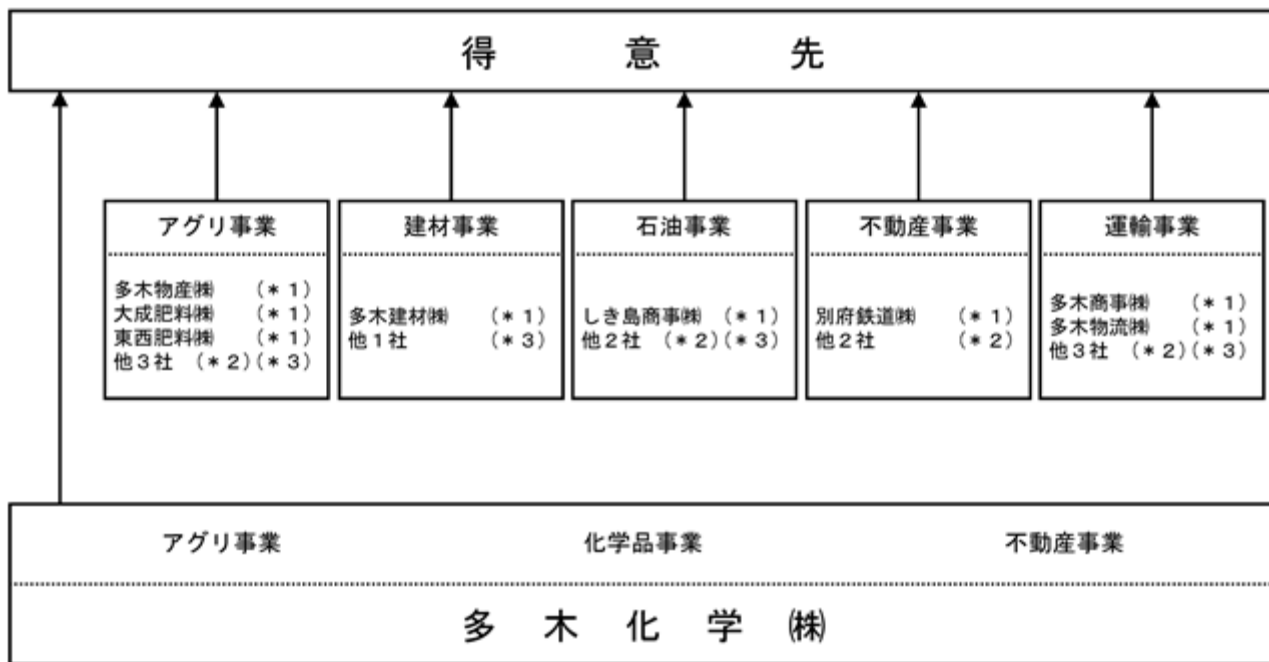 得意先
アグリ事業
多木物産㈱ (*1)
大成肥料㈱ (*1)
東西肥料㈱ (*1)
他3社 (*2)(*3)
建材事業
多木建材㈱ (*1)
他1社 (*3)
石油事業
しき島商事㈱ (*1)
他2社 (*2)(*3)
不動産事業
別府鉄道㈱ (*1)
他2社 (*2)
運輸事業
多木商事㈱ (*1)
多木物流㈱ (*1)
他3社 (*2)(*3)
アグリ事業 化学品事業 不動産事業
多木化学㈱